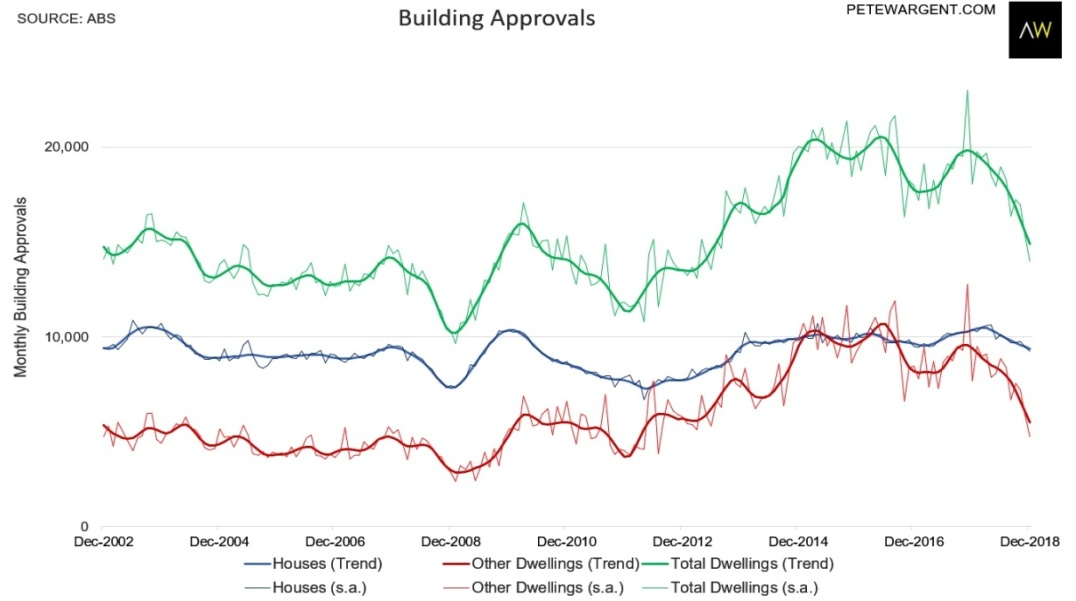 SOURCE: ABS
Building Approvals
PETEWARGENT.COM
AW
Monthly Building Approvals
20,000
10,000
0
Dec-2002 Dec-2004 Dec-2006 Dec-2008 Dec-2010 Dec-2012 Dec-2014 Dec-2016 Dec-2018
Houses (Trend) Other Dwellings (Trend) Total Dwellings (Trend)
Houses (s.a.) Other Dwellings (s.a.) Total Dwellings (s.a.)